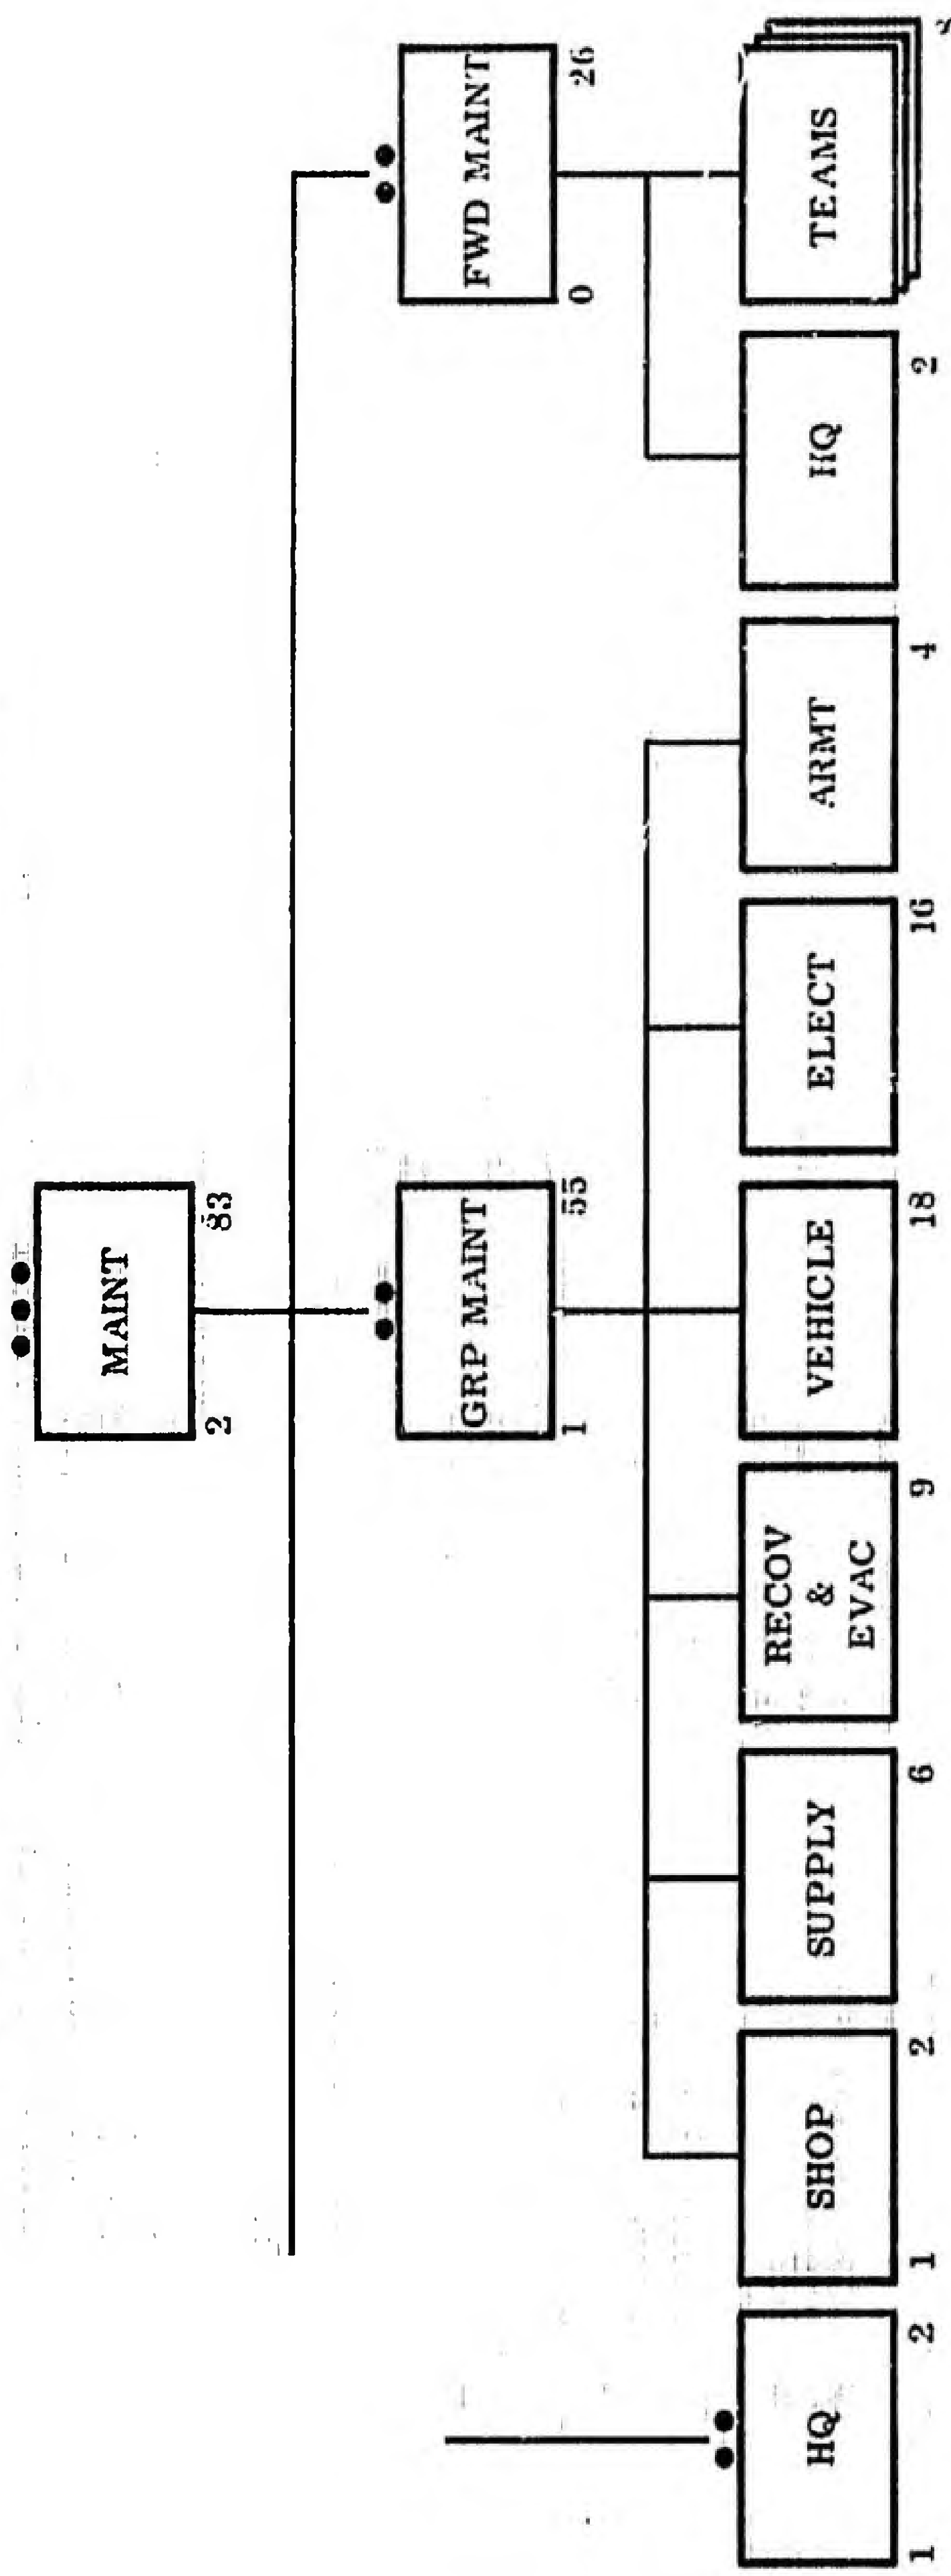 MAINT
2 83
GRP MAINT
1 55
FWD MAINT
0 26
HQ
1 2
SHOP
1 2
SUPPLY
6
RECOV
&
EVAC
9
VEHICLE
18
ELECT
16
ARMT
4
HQ
2
TEAMS